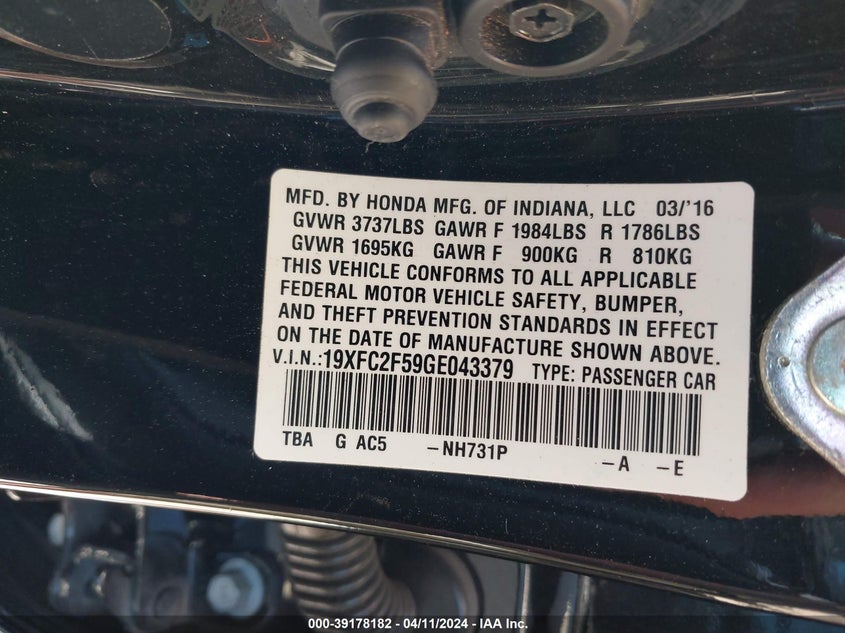 MFD. BY HONDA MFG. OF INDIANA, LLC 03/'16
GVWR 3737LBS GAWR F 1984LBS R 1786LBS
GVWR 1695KG GAWR F 900KG R 810KG
THIS VEHICLE CONFORMS TO ALL APPLICABLE
FEDERAL MOTOR VEHICLE SAFETY, BUMPER,
AND THEFT PREVENTION STANDARDS IN EFFECT
ON THE DATE OF MANUFACTURE SHOWN ABOVE.
V.I.N.:19XFC2F59GE043379 TYPE: PASSENGER CAR
TBA G AC5 –NH731P –A –E
000-39178182 - 04/11/2024 - IAA Inc.